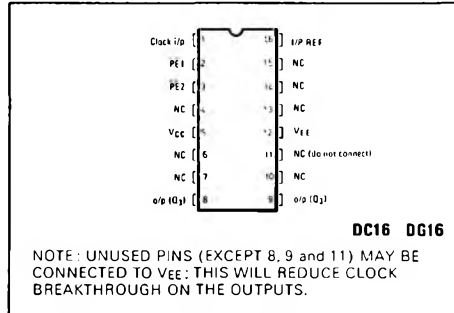 Clock i/p 1 16 I/P REF
PE1 2 15 NC
PE2 3 14 NC
NC 4 13 NC
VCC 5 12 VEE
NC 6 11 NC (do not connect)
NC 7 10 NC
o/p (Q3) 8 9 o/p (Q3)
DC16 DG16
NOTE: UNUSED PINS (EXCEPT 8, 9 and 11) MAY BE
CONNECTED TO VEE; THIS WILL REDUCE CLOCK
BREAKTHROUGH ON THE OUTPUTS.